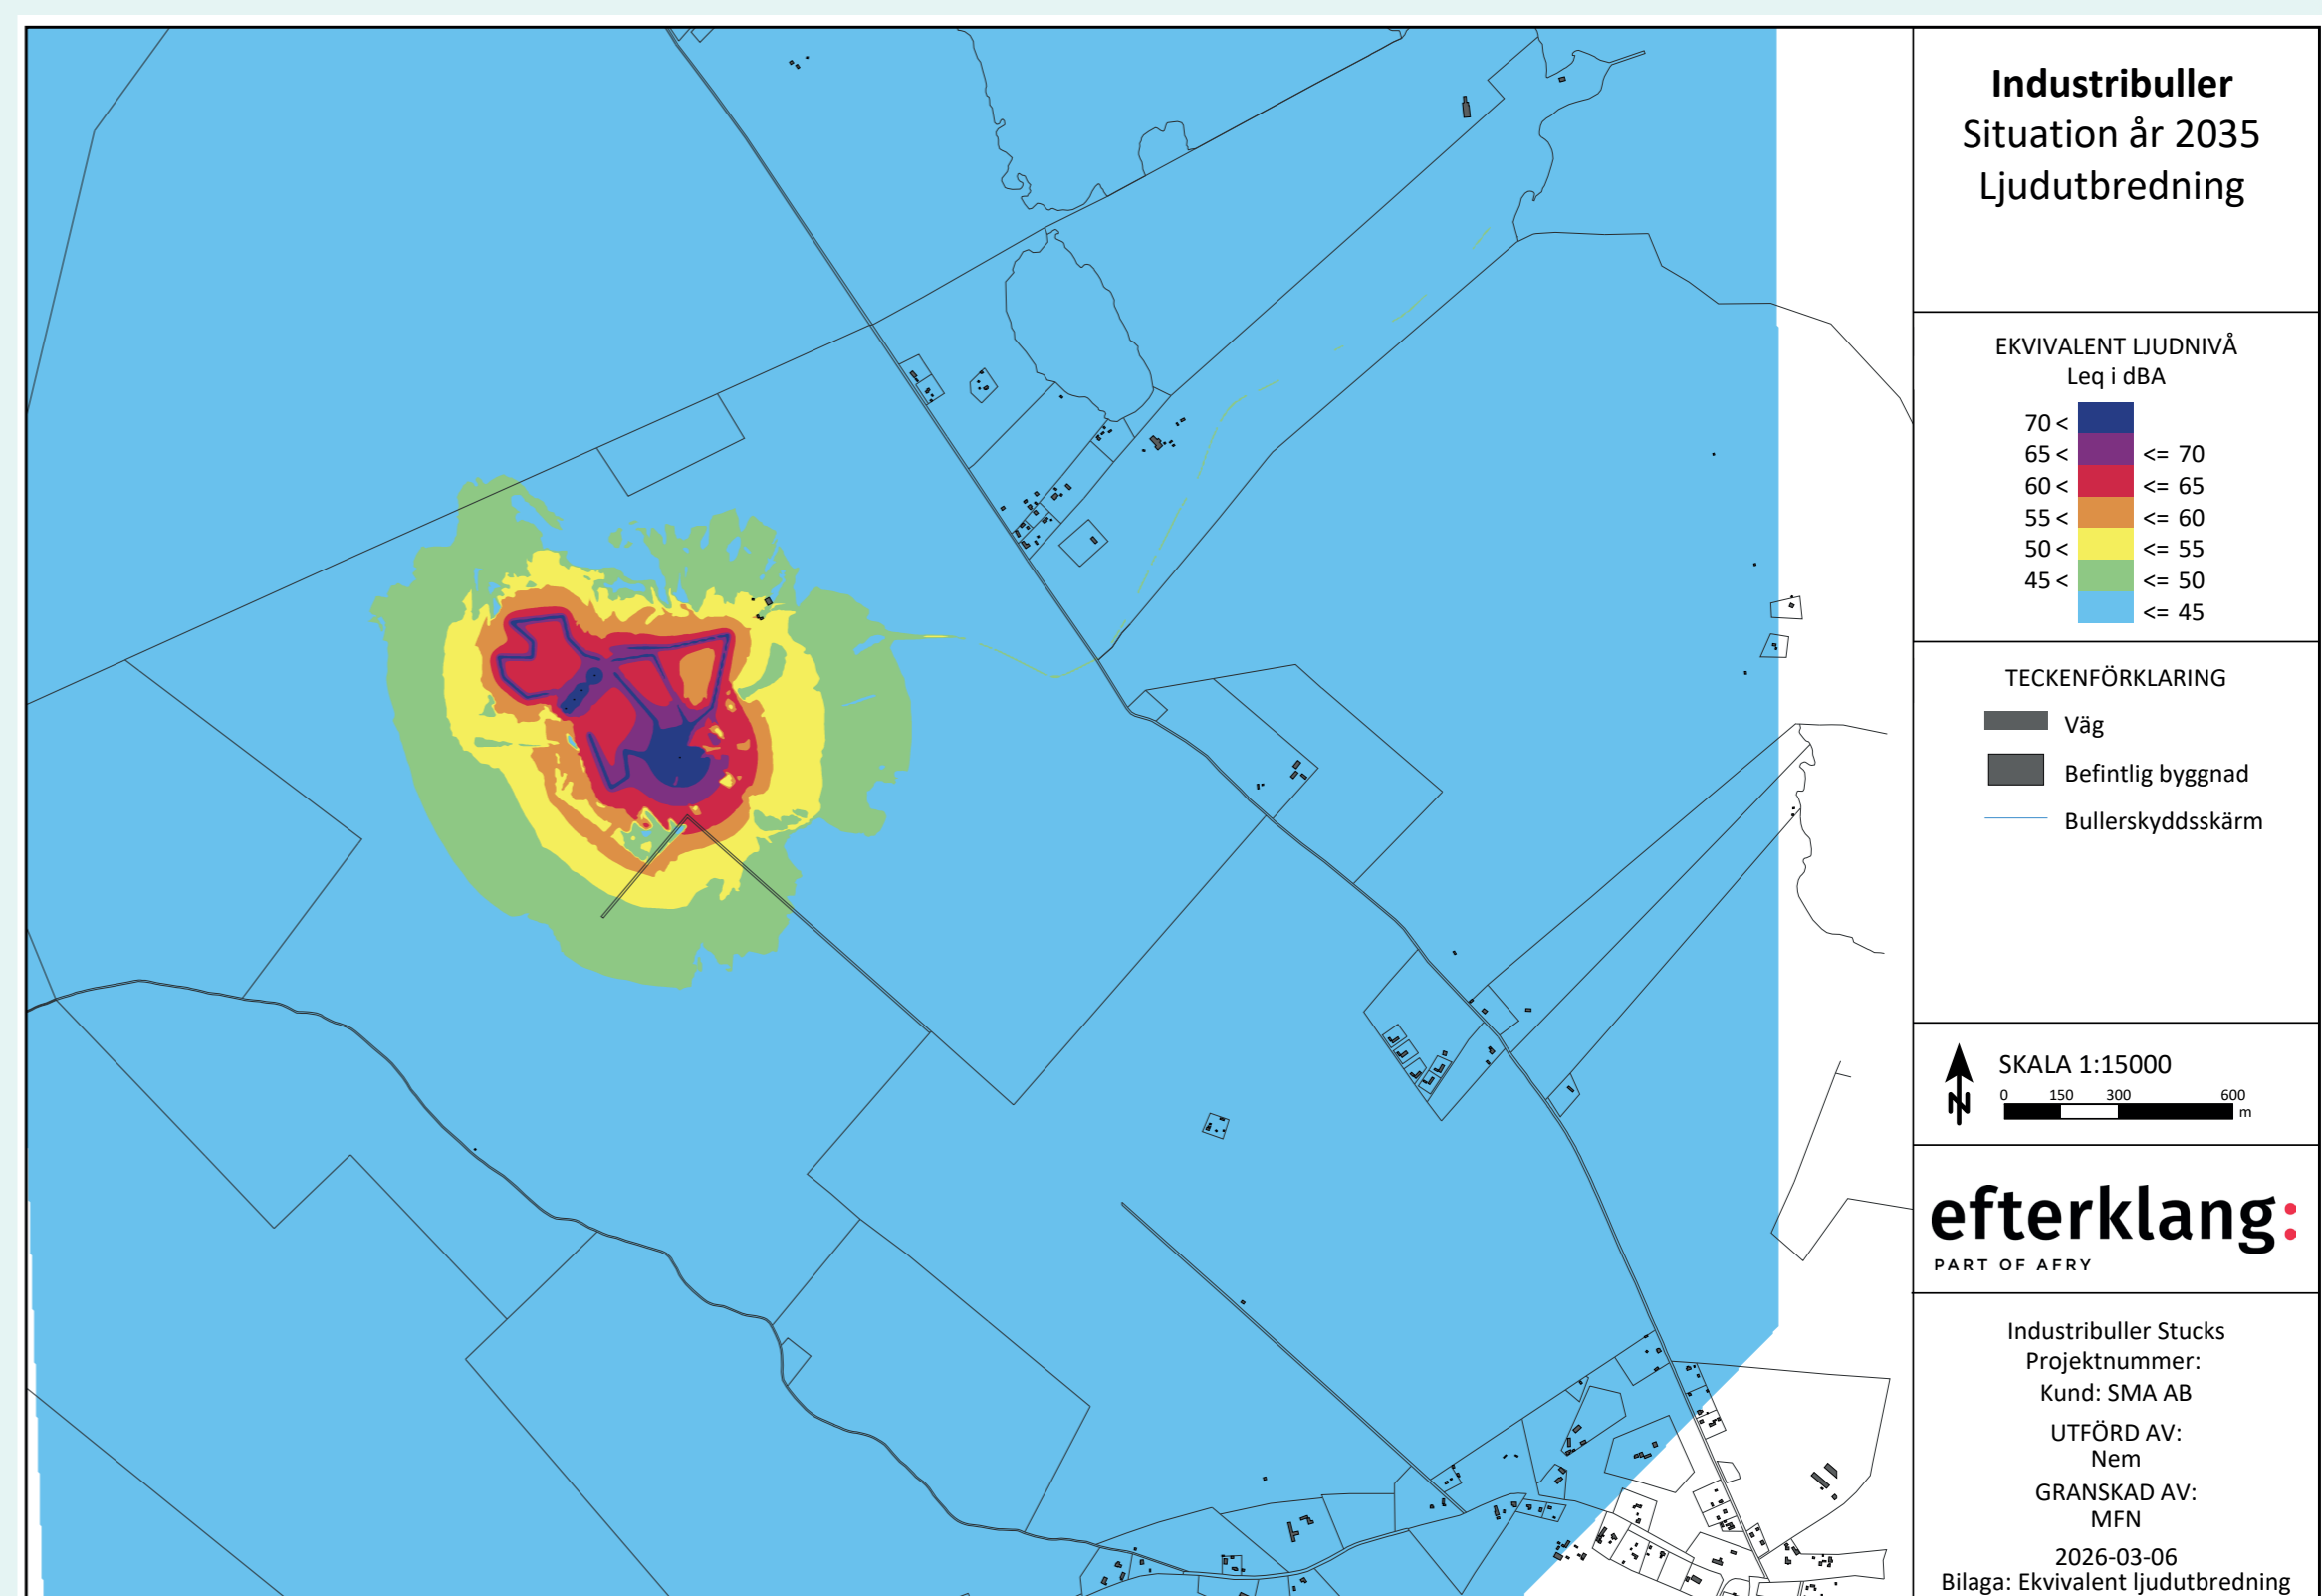 Industribuller
Situation år 2035
Ljudutbredning
EKVIVALENT LJUDNIVÅ
Leq i dBA
70 <
65 < <= 70
60 < <= 65
55 < <= 60
50 < <= 55
45 < <= 50
<= 45
TECKENFÖRKLARING
Väg
Befintlig byggnad
Bullerskyddsskärm
N
SKALA 1:15000
0 150 300 600
m
efterklang:
PART OF AFRY
Industribuller Stucks
Projektnummer:
Kund: SMA AB
UTFÖRD AV:
Nem
GRANSKAD AV:
MFN
2026-03-06
Bilaga: Ekvivalent ljudutbredning